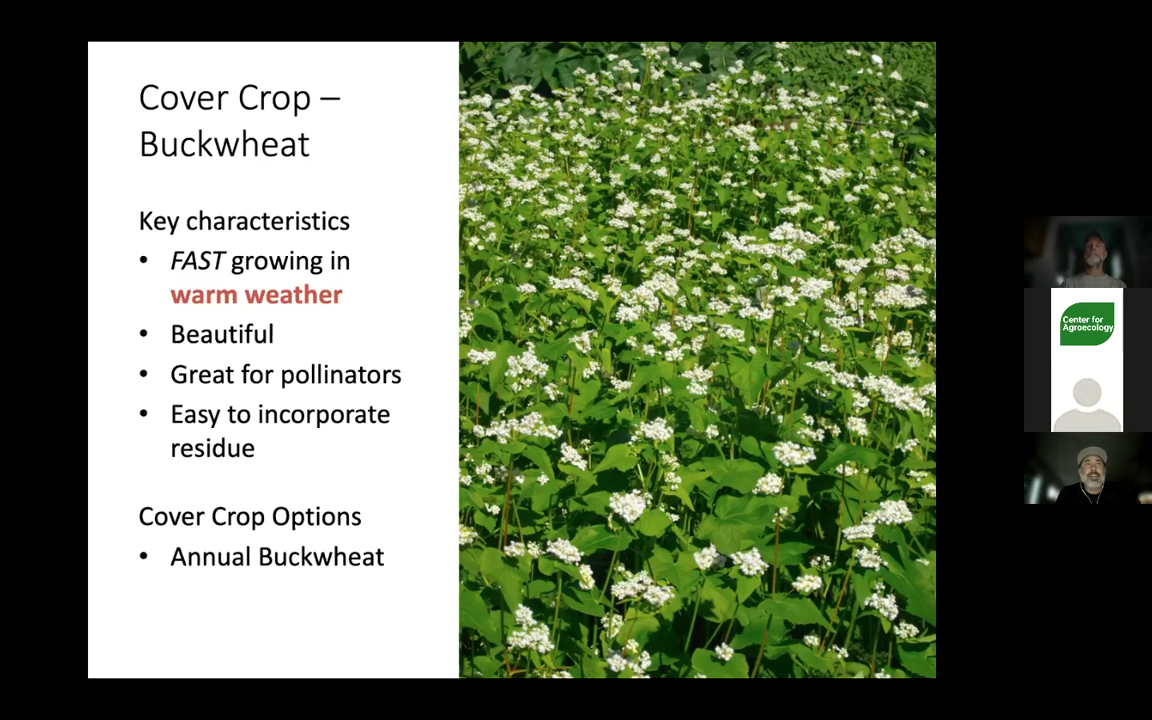 Cover Crop –
Buckwheat
Key characteristics
• FAST growing in
warm weather
• Beautiful
• Great for pollinators
• Easy to incorporate
residue
Cover Crop Options
• Annual Buckwheat
Center for
Agroecology